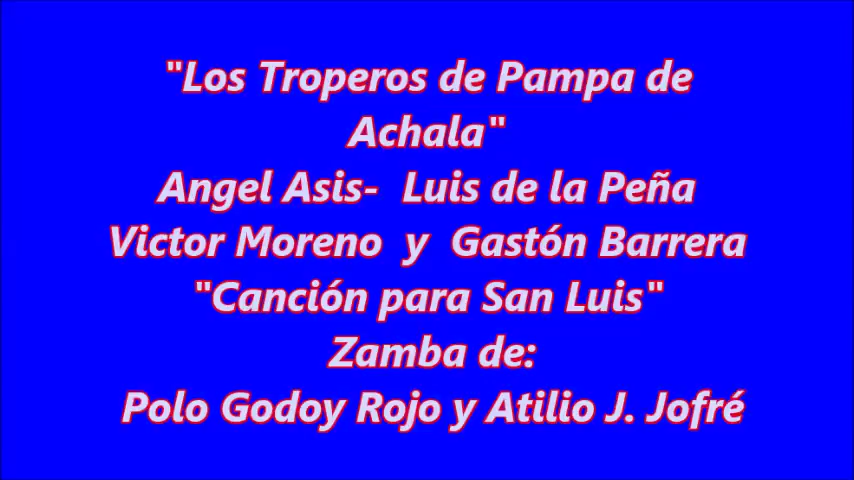 "Los Troperos de Pampa de
Achala"
Angel Asis-  Luis de la Peña
Victor Moreno  y  Gastón Barrera
"Canción para San Luis"
Zamba de:
Polo Godoy Rojo y Atilio J. Jofré